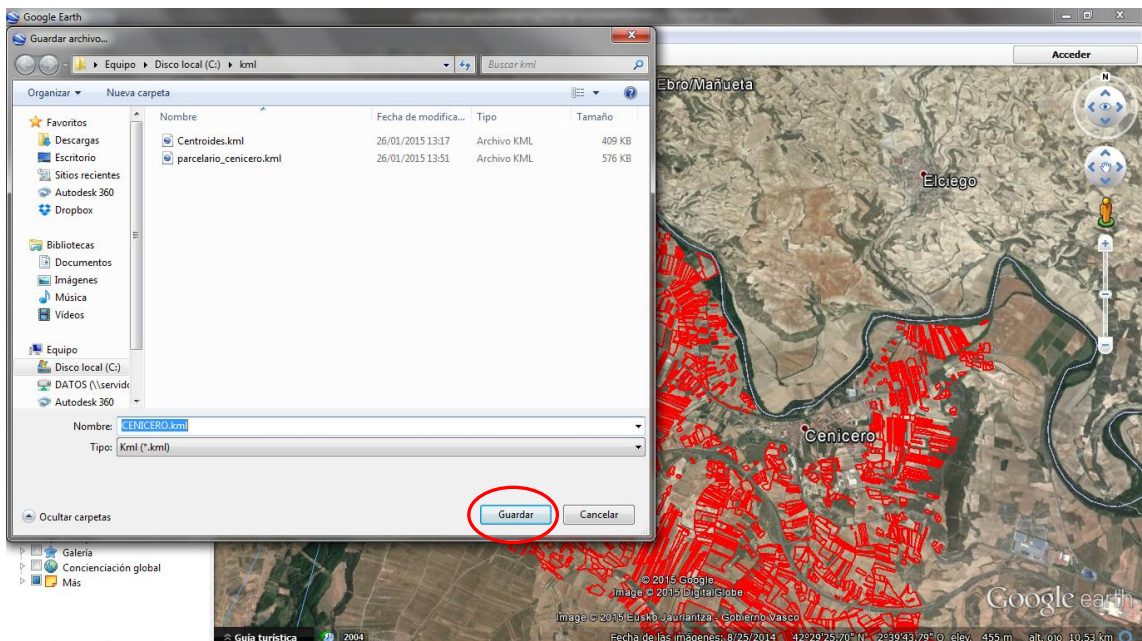 Google Earth
Guardar archivo...
Equipo Disco local (C:) kml
Buscar kml
Acceder
Organizar Nueva carpeta
Nombre Fecha de modifica... Tipo Tamaño
Favoritos
Descargas
Escritorio
Sitios recientes
Autodesk 360
Dropbox
Bibliotecas
Documentos
Imágenes
Música
Vídeos
Equipo
Disco local (C:)
DATOS (\\servido
Autodesk 360
Centroides.kml 26/01/2015 13:17 Archivo KML 409 KB
parcelario_cenicero.kml 26/01/2015 13:51 Archivo KML 576 KB
Nombre: CENICERO.kml
Tipo: Kml (*.kml)
Ocultar carpetas
Guardar Cancelar
Galería
Concienciación global
Más
Ebro/Mañueta
N
Elciego
Cenicero
© 2015 Google
Image © 2015 DigitalGlobe
Image © 2015 Eusko Jaurlaritza - Gobierno Vasco
Google earth
Guía turística 2004
Fecha de las imágenes: 8/25/2014 42°29'25.70" N 2°39'43.79" O elev. 455 m alt. ojo 10.53 km